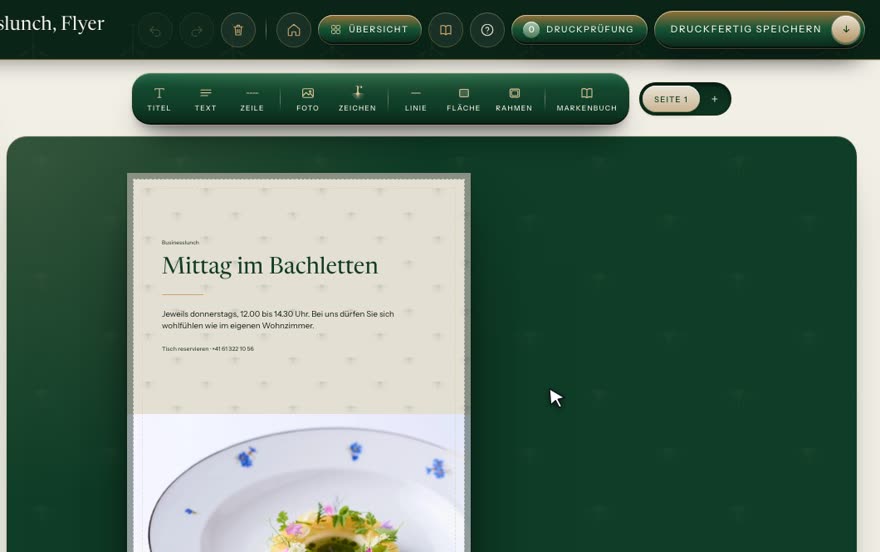 slunch, Flyer
ÜBERSICHT
0 DRUCKPRÜFUNG
DRUCKFERTIG SPEICHERN
TITEL
TEXT
ZEILE
FOTO
ZEICHEN
LINIE
FLÄCHE
RAHMEN
MARKENBUCH
SEITE 1
+
Businesslunch
Mittag im Bachletten
Jeweils donnerstags, 12.00 bis 14.30 Uhr. Bei uns dürfen Sie sich
wohlfühlen wie im eigenen Wohnzimmer.
Tisch reservieren · +41 61 322 10 56